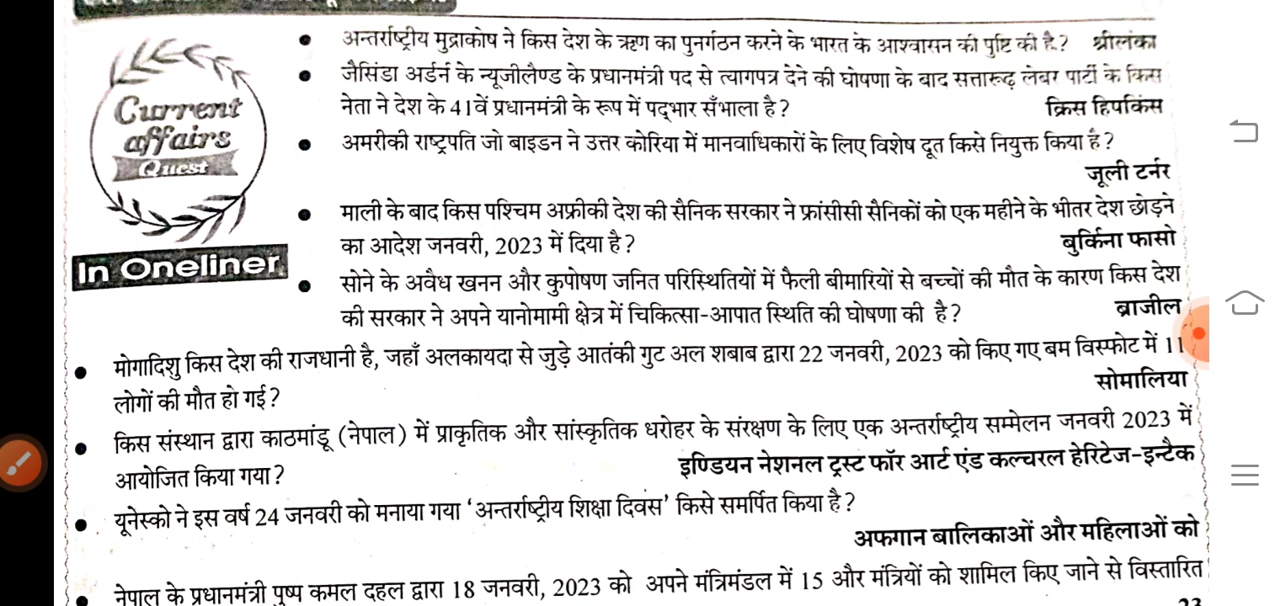 Current
affairs
Quest
In Oneliner
• अन्तर्राष्ट्रीय मुद्राकोष ने किस देश के ऋण का पुनर्गठन करने के भारत के आश्वासन की पुष्टि की है? श्रीलंका
• जैसिंडा अर्डर्न के न्यूजीलैण्ड के प्रधानमंत्री पद से त्यागपत्र देने की घोषणा के बाद सत्तारूढ़ लेबर पार्टी के किस
नेता ने देश के 41वें प्रधानमंत्री के रूप में पद्भार सँभाला है? क्रिस हिपकिंस
• अमरीकी राष्ट्रपति जो बाइडन ने उत्तर कोरिया में मानवाधिकारों के लिए विशेष दूत किसे नियुक्त किया है?
जूली टर्नर
• माली के बाद किस पश्चिम अफ्रीकी देश की सैनिक सरकार ने फ्रांसीसी सैनिकों को एक महीने के भीतर देश छोड़ने
का आदेश जनवरी, 2023 में दिया है? बुर्किना फासो
• सोने के अवैध खनन और कुपोषण जनित परिस्थितियों में फैली बीमारियों से बच्चों की मौत के कारण किस देश
की सरकार ने अपने यानोमामी क्षेत्र में चिकित्सा-आपात स्थिति की घोषणा की है? ब्राजील
• मोगादिशु किस देश की राजधानी है, जहाँ अलकायदा से जुड़े आतंकी गुट अल शबाब द्वारा 22 जनवरी, 2023 को किए गए बम विस्फोट में 11
लोगों की मौत हो गई? सोमालिया
• किस संस्थान द्वारा काठमांडू (नेपाल) में प्राकृतिक और सांस्कृतिक धरोहर के संरक्षण के लिए एक अन्तर्राष्ट्रीय सम्मेलन जनवरी 2023 में
आयोजित किया गया? इण्डियन नेशनल ट्रस्ट फॉर आर्ट एंड कल्चरल हेरिटेज-इन्टैक
• यूनेस्को ने इस वर्ष 24 जनवरी को मनाया गया ‘अन्तर्राष्ट्रीय शिक्षा दिवस’ किसे समर्पित किया है?
अफगान बालिकाओं और महिलाओं को
• नेपाल के प्रधानमंत्री पुष्प कमल दहल द्वारा 18 जनवरी, 2023 को अपने मंत्रिमंडल में 15 और मंत्रियों को शामिल किए जाने से विस्तारित